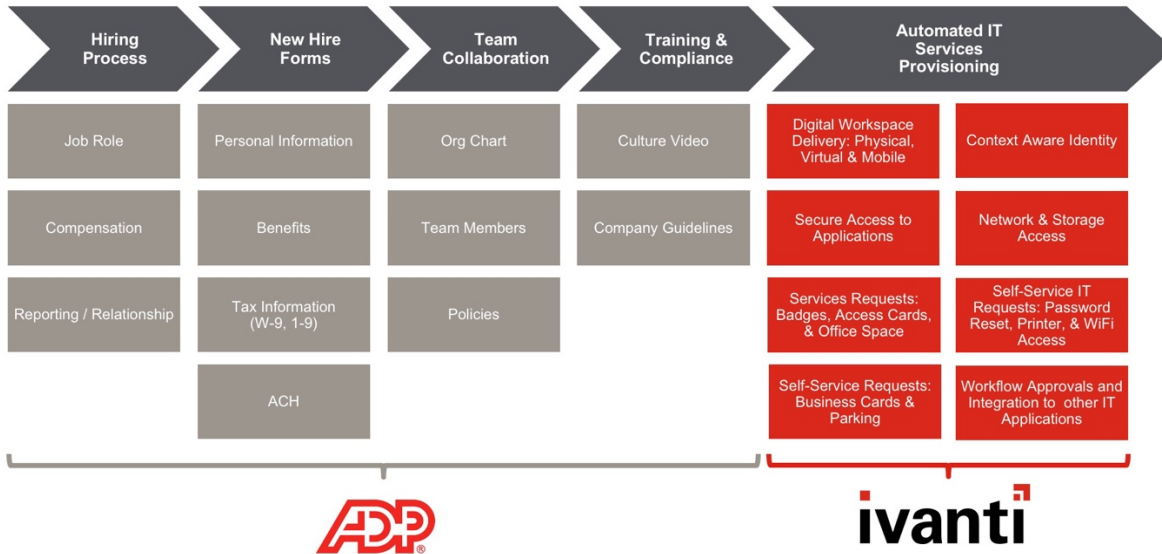 Hiring
Process
New Hire
Forms
Team
Collaboration
Training &
Compliance
Automated IT
Services
Provisioning
Job Role
Compensation
Reporting / Relationship
Personal Information
Benefits
Tax Information
(W-9, 1-9)
ACH
Org Chart
Team Members
Policies
Culture Video
Company Guidelines
Digital Workspace
Delivery: Physical,
Virtual & Mobile
Secure Access to
Applications
Services Requests:
Badges, Access Cards,
& Office Space
Self-Service Requests:
Business Cards &
Parking
Context Aware Identity
Network & Storage
Access
Self-Service IT
Requests: Password
Reset, Printer, & WiFi
Access
Workflow Approvals and
Integration to other IT
Applications
ADP®
ivanti